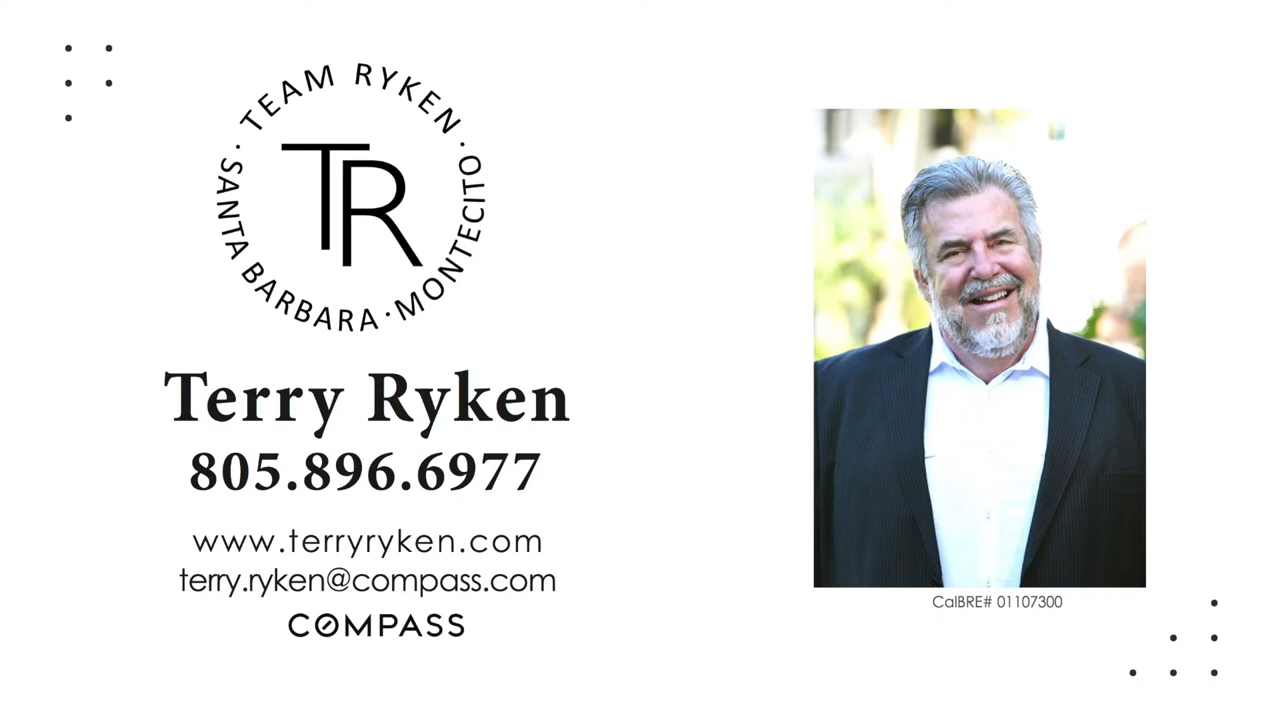 · TEAM RYKEN ·
SANTA BARBARA · MONTECITO
TR
Terry Ryken
805.896.6977
www.terryryken.com
terry.ryken@compass.com
COMPASS
CalBRE# 01107300